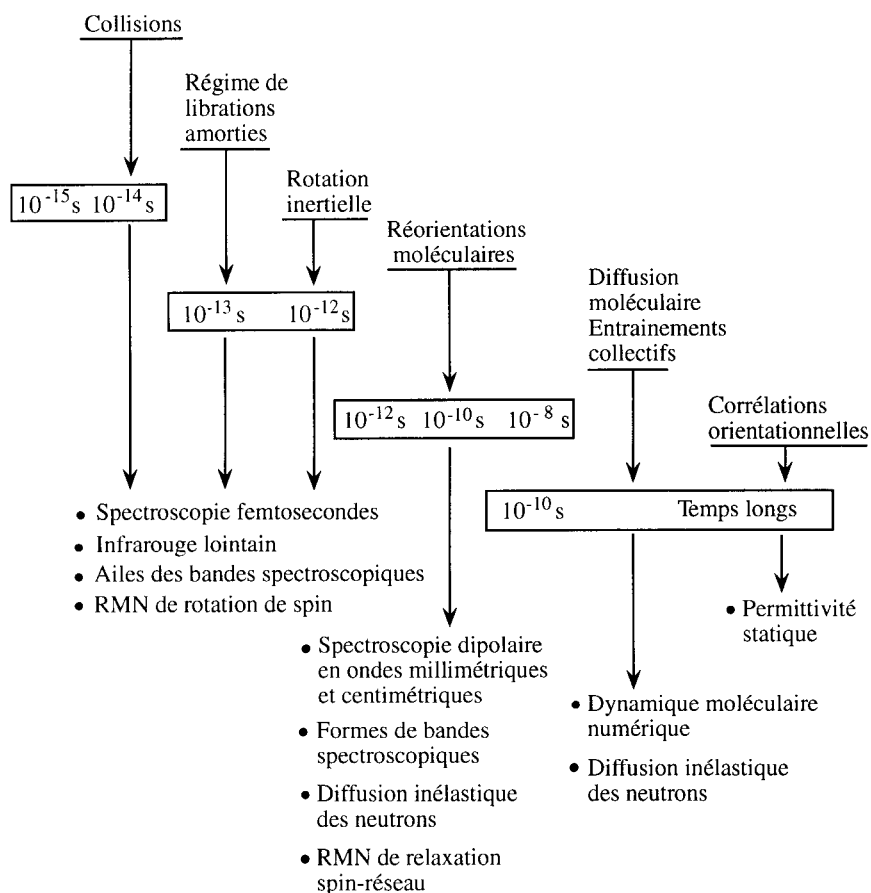 Collisions
Régime de
librations
amorties
Rotation
inertielle
Réorientations
moléculaires
Diffusion
moléculaire
Entrainements
collectifs
Corrélations
orientationnelles
10⁻¹⁵s 10⁻¹⁴s
10⁻¹³s 10⁻¹²s
10⁻¹²s 10⁻¹⁰s 10⁻⁸ s
10⁻¹⁰s Temps longs
• Spectroscopie femtosecondes
• Infrarouge lointain
• Ailes des bandes spectroscopiques
• RMN de rotation de spin
• Spectroscopie dipolaire
en ondes millimétriques
et centimétriques
• Formes de bandes
spectroscopiques
• Diffusion inélastique
des neutrons
• RMN de relaxation
spin-réseau
• Dynamique moléculaire
numérique
• Diffusion inélastique
des neutrons
• Permittivité
statique